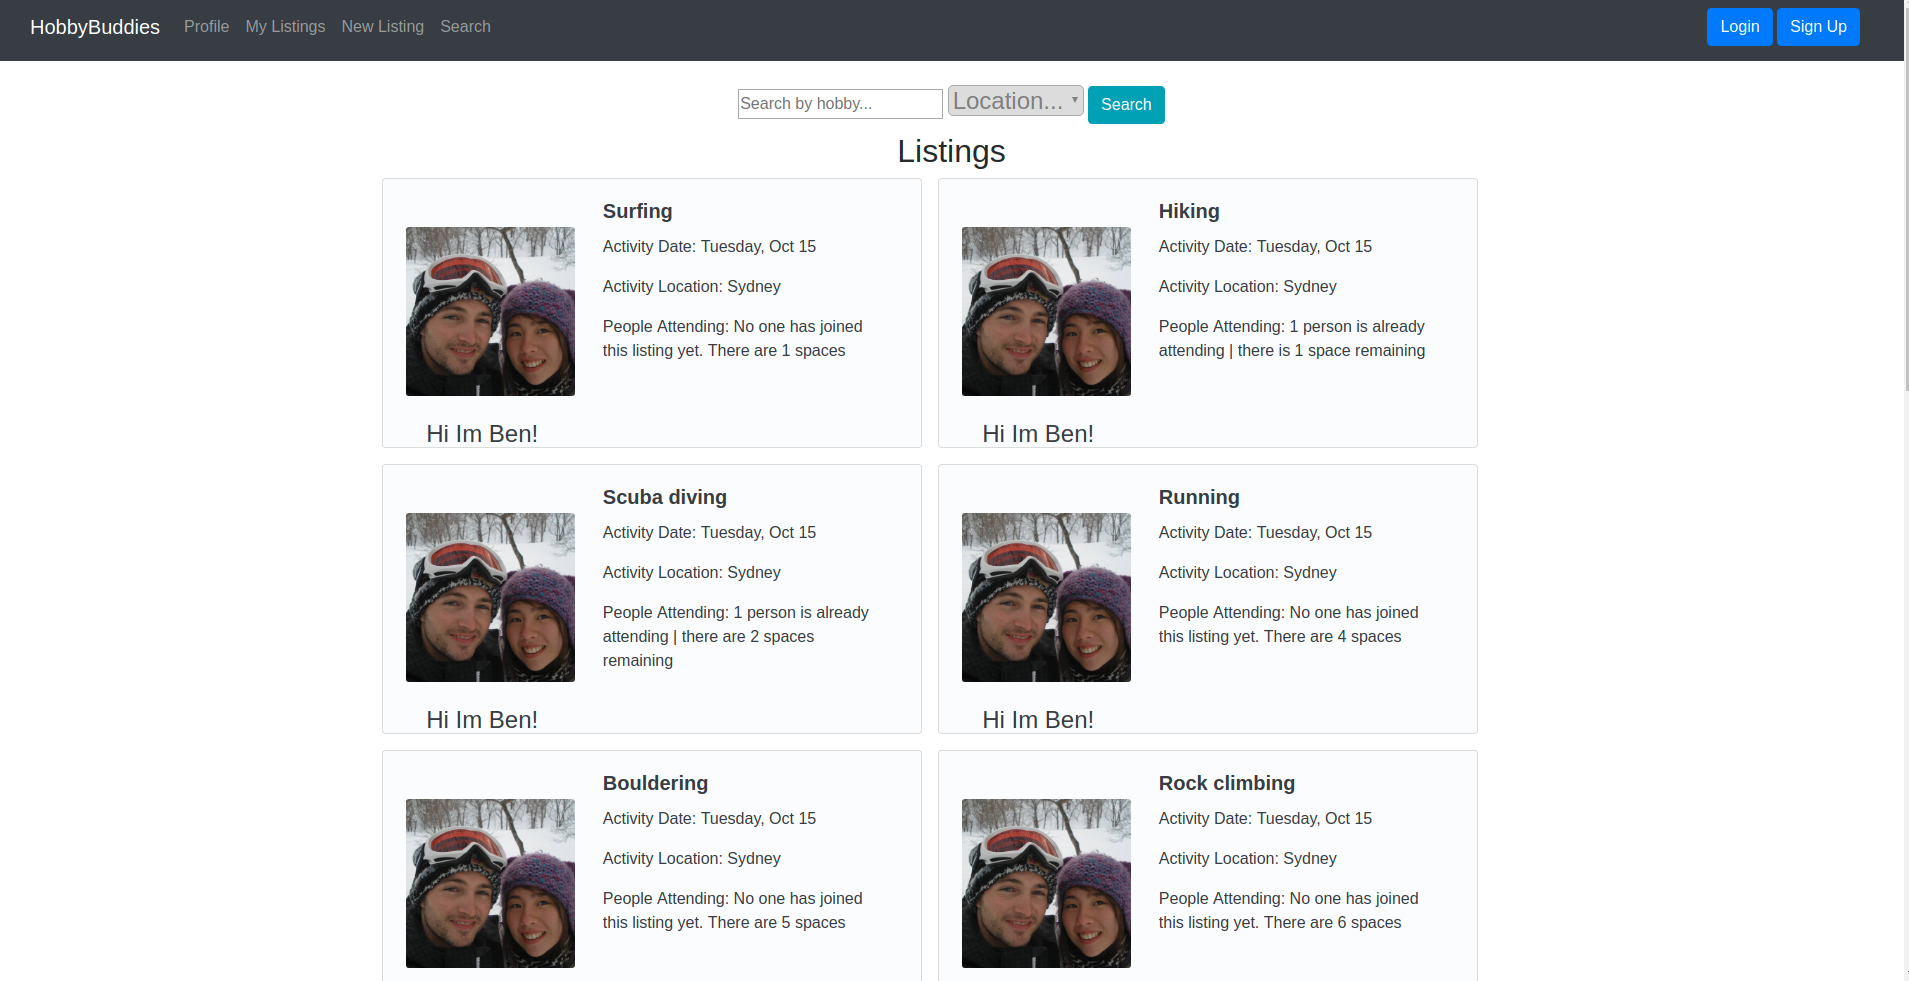 HobbyBuddies Profile My Listings New Listing Search Login Sign Up
Search by hobby... Location... Search
Listings
Surfing
Activity Date: Tuesday, Oct 15
Activity Location: Sydney
People Attending: No one has joined
this listing yet. There are 1 spaces
Hi Im Ben!
Hiking
Activity Date: Tuesday, Oct 15
Activity Location: Sydney
People Attending: 1 person is already
attending | there is 1 space remaining
Hi Im Ben!
Scuba diving
Activity Date: Tuesday, Oct 15
Activity Location: Sydney
People Attending: 1 person is already
attending | there are 2 spaces
remaining
Hi Im Ben!
Running
Activity Date: Tuesday, Oct 15
Activity Location: Sydney
People Attending: No one has joined
this listing yet. There are 4 spaces
Hi Im Ben!
Bouldering
Activity Date: Tuesday, Oct 15
Activity Location: Sydney
People Attending: No one has joined
this listing yet. There are 5 spaces
Rock climbing
Activity Date: Tuesday, Oct 15
Activity Location: Sydney
People Attending: No one has joined
this listing yet. There are 6 spaces